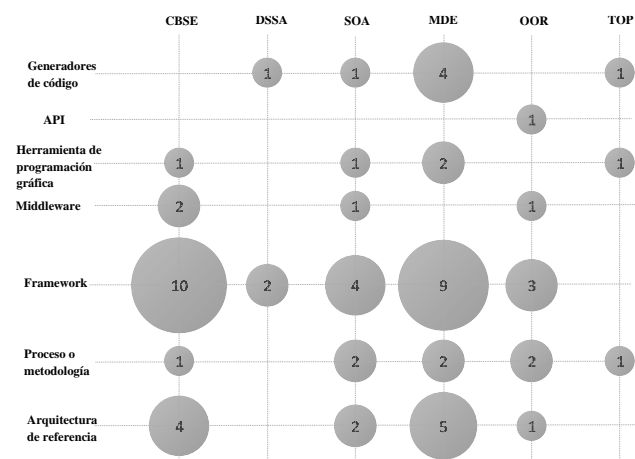 CBSE DSSA SOA MDE OOR TOP
Generadores
de código
1 1 4 1
API
1
Herramienta de
programación
gráfica
1 1 2 1
Middleware
2 1 1
Framework
10 2 4 9 3
Proceso o
metodología
1 2 2 2 1
Arquitectura
de referencia
4 2 5 1